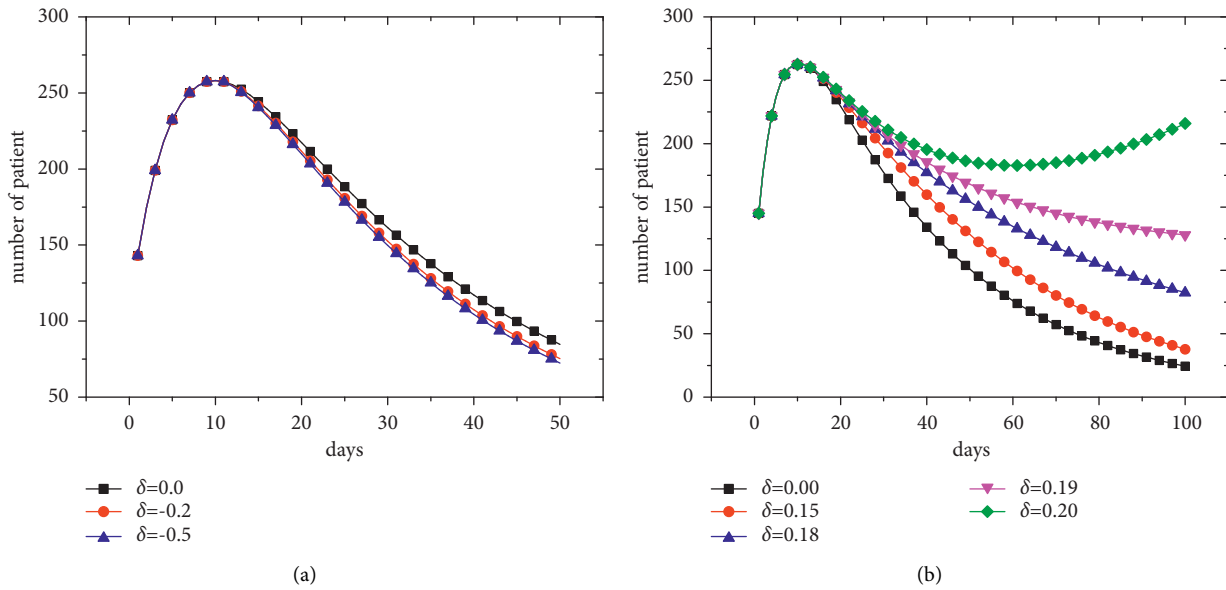 300
250
200
150
100
50
number of patient
0
10
20
30
40
50
days
δ=0.0
δ=-0.2
δ=-0.5
(a)
300
250
200
150
100
50
0
number of patient
0
20
40
60
80
100
days
δ=0.00
δ=0.15
δ=0.18
δ=0.19
δ=0.20
(b)